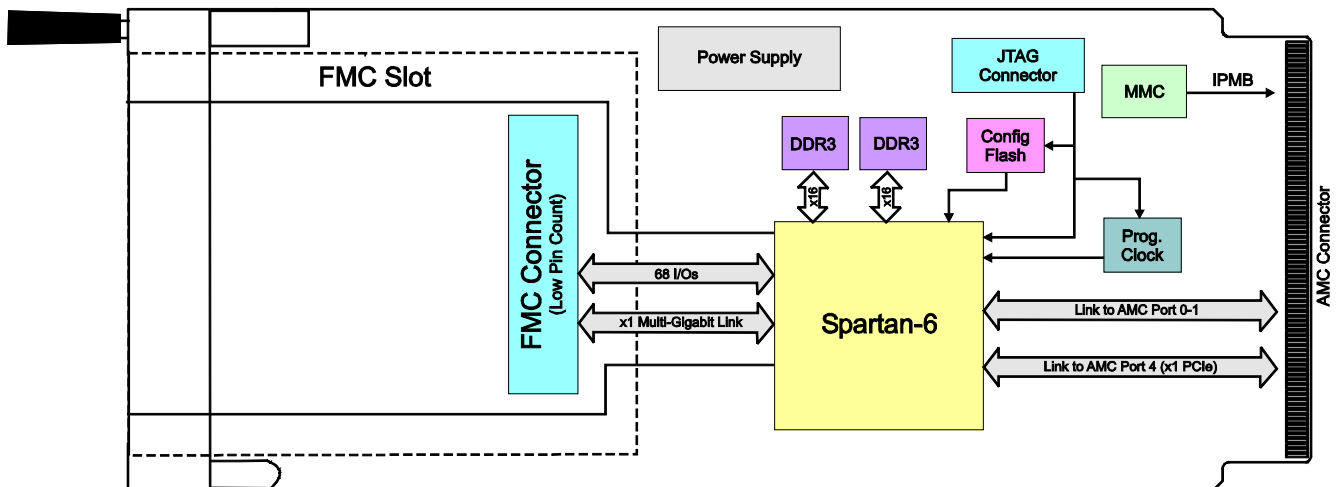 FMC Slot
Power Supply
JTAG
Connector
MMC
IPMB
DDR3
DDR3
Config
Flash
x16
x16
FMC Connector
(Low Pin Count)
Prog.
Clock
AMC Connector
68 I/Os
x1 Multi-Gigabit Link
Spartan-6
Link to AMC Port 0-1
Link to AMC Port 4 (x1 PCIe)